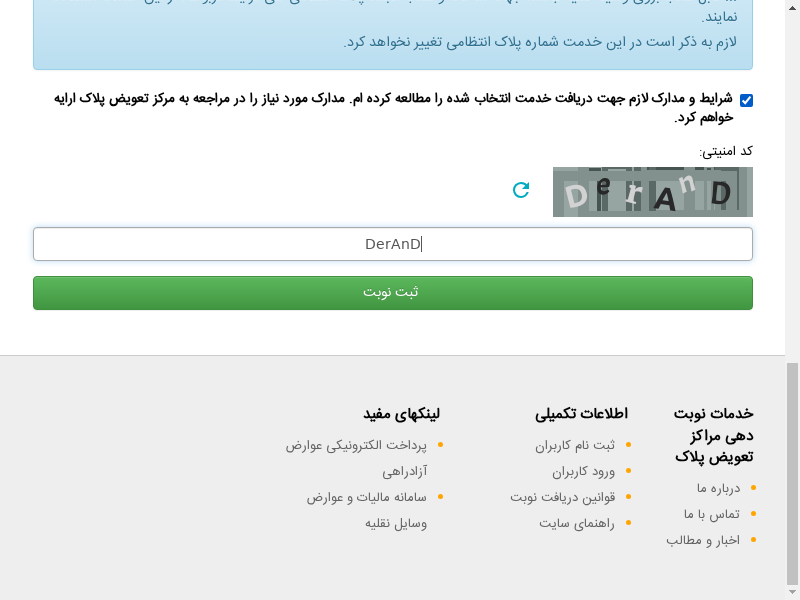 نمایند.
لازم به ذکر است در این خدمت شماره پلاک انتظامی تغییر نخواهد کرد.
شرایط و مدارک لازم جهت دریافت خدمت انتخاب شده را مطالعه کرده ام. مدارک مورد نیاز را در مراجعه به مرکز تعویض پلاک ارایه
خواهم کرد.
کد امنیتی:
DerAnD
DerAnD
ثبت نوبت
خدمات نوبت
دهی مراکز
تعویض پلاک
درباره ما
تماس با ما
اخبار و مطالب
اطلاعات تکمیلی
ثبت نام کاربران
ورود کاربران
قوانین دریافت نوبت
راهنمای سایت
لینکهای مفید
پرداخت الکترونیکی عوارض
آزادراهی
سامانه مالیات و عوارض
وسایل نقلیه